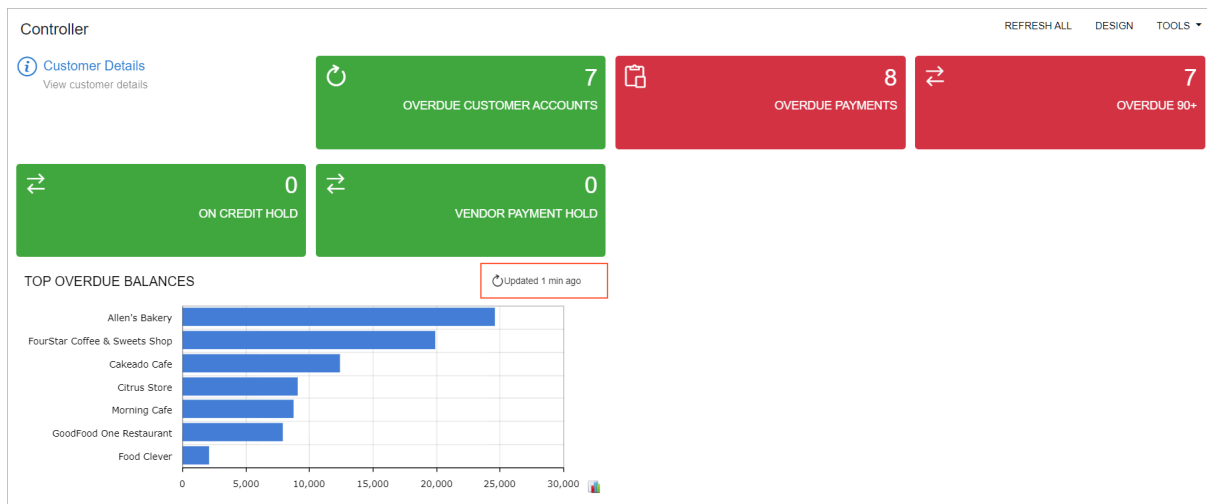 Controller
REFRESH ALL
DESIGN
TOOLS
Customer Details
View customer details
7
OVERDUE CUSTOMER ACCOUNTS
8
OVERDUE PAYMENTS
7
OVERDUE 90+
0
ON CREDIT HOLD
0
VENDOR PAYMENT HOLD
TOP OVERDUE BALANCES
Updated 1 min ago
Allen's Bakery
FourStar Coffee & Sweets Shop
Cakeado Cafe
Citrus Store
Morning Cafe
GoodFood One Restaurant
Food Clever
0 5,000 10,000 15,000 20,000 25,000 30,000